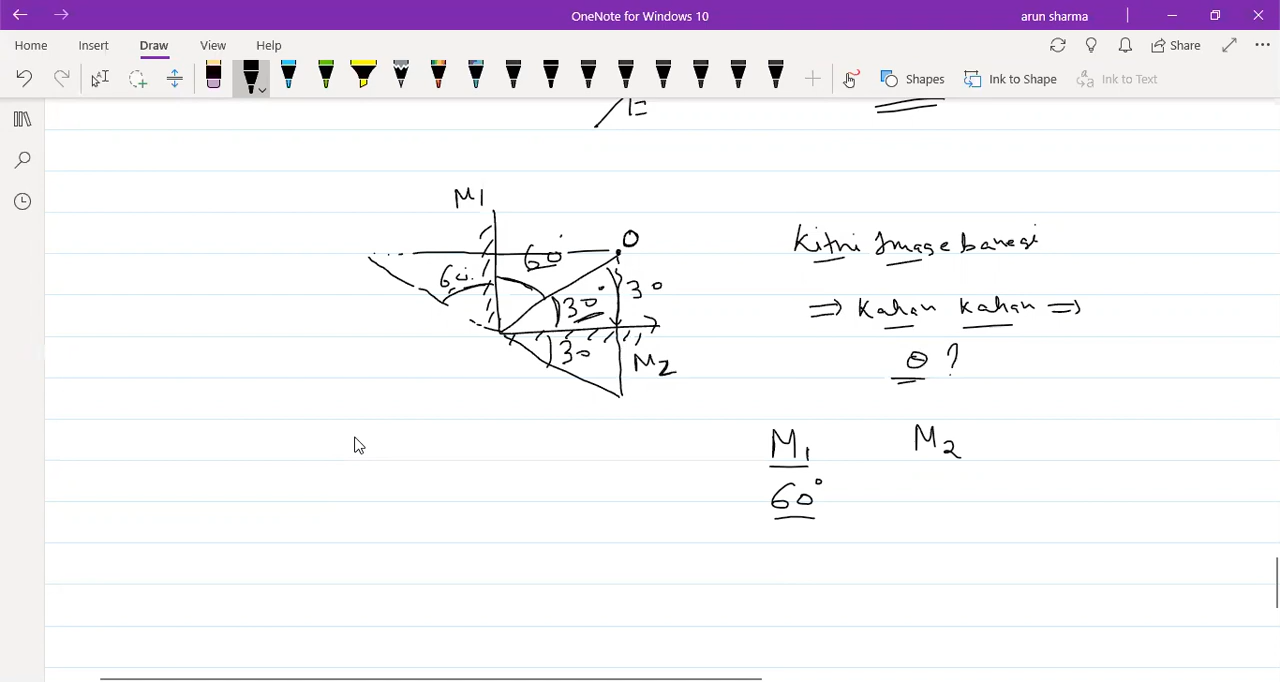 OneNote for Windows 10
arun sharma
Home Insert Draw View Help
Share
Shapes Ink to Shape Ink to Text
M1
O
60°
60°
30°
30
30
M2
Kitni Image banegi
⇒ Kahan Kahan ⇒
θ ?
M1 M2
60°